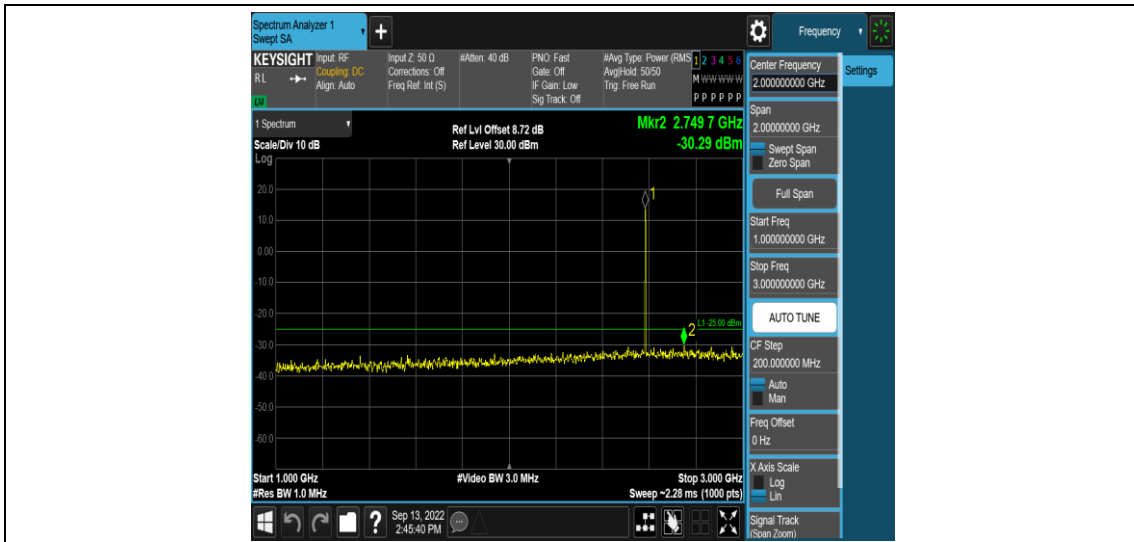 Spectrum Analyzer 1
Swept SA
+
Frequency
KEYSIGHT
RL
LM
Input: RF
Coupling: DC
Align: Auto
Input Z: 50 Ω
Corrections: Off
Freq Ref: Int (S)
#Atten: 40 dB
PNO: Fast
Gate: Off
IF Gain: Low
Sig Track: Off
#Avg Type: Power (RMS
Avg|Hold: 50/50
Trig: Free Run
1 2 3 4 5 6
M W W W W W
P P P P P P
1 Spectrum
Scale/Div 10 dB
Ref Lvl Offset 8.72 dB
Ref Level 30.00 dBm
Mkr2 2.749 7 GHz
-30.29 dBm
Log
20.0
10.0
0.00
-10.0
-20.0
-30.0
-40.0
-50.0
-60.0
1
2
L1 -25.00 dBm
Start 1.000 GHz
#Res BW 1.0 MHz
#Video BW 3.0 MHz
Stop 3.000 GHz
Sweep ~2.28 ms (1000 pts)
?
Sep 13, 2022
2:45:40 PM
Center Frequency
2.000000000 GHz
Settings
Span
2.00000000 GHz
Swept Span
Zero Span
Full Span
Start Freq
1.000000000 GHz
Stop Freq
3.000000000 GHz
AUTO TUNE
CF Step
200.000000 MHz
Auto
Man
Freq Offset
0 Hz
X Axis Scale
Log
Lin
Signal Track
(Span Zoom)